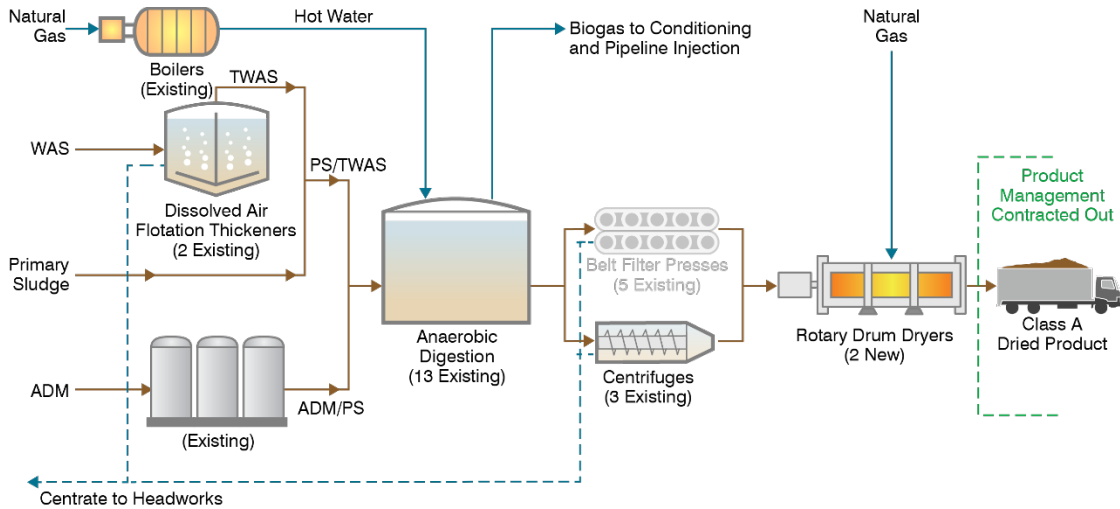 Natural
Gas
Hot Water
Boilers
(Existing)
Biogas to Conditioning
and Pipeline Injection
Natural
Gas
TWAS
WAS
PS/TWAS
Dissolved Air
Flotation Thickeners
(2 Existing)
Primary
Sludge
ADM
ADM/PS
(Existing)
Anaerobic
Digestion
(13 Existing)
Belt Filter Presses
(5 Existing)
Centrifuges
(3 Existing)
Rotary Drum Dryers
(2 New)
Product
Management
Contracted Out
Class A
Dried Product
Centrate to Headworks